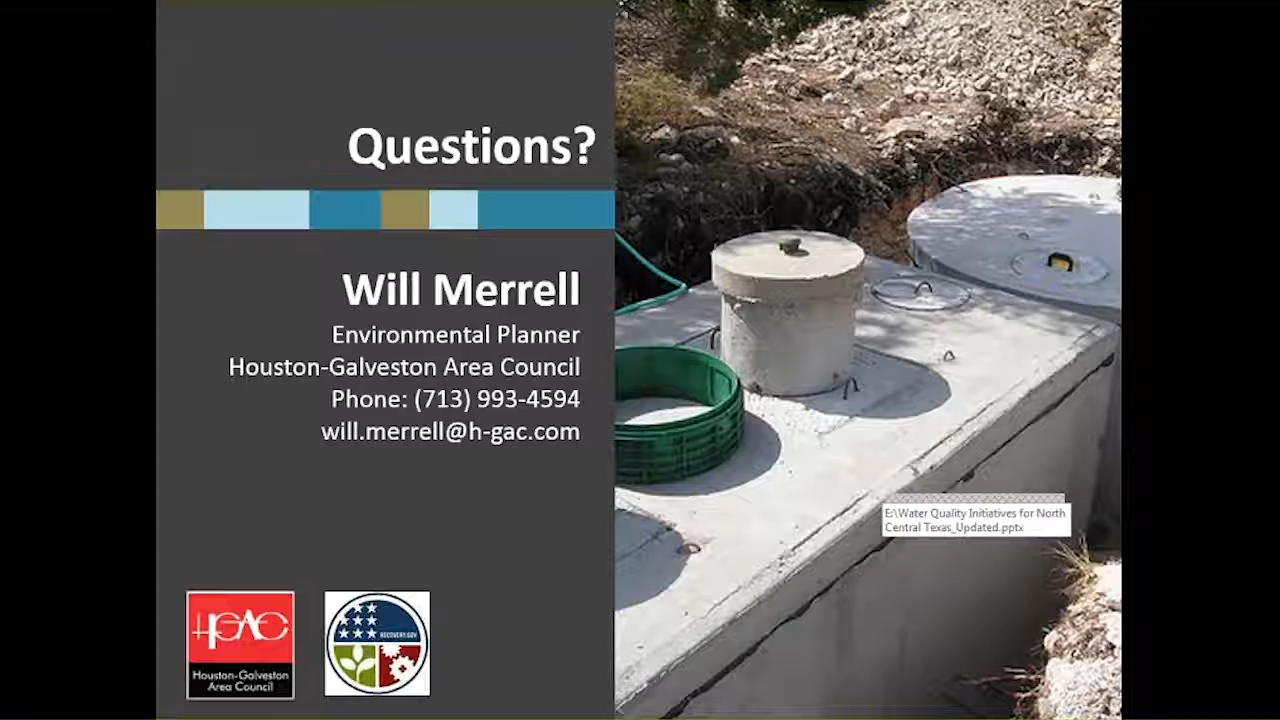 Questions?
Will Merrell
Environmental Planner
Houston-Galveston Area Council
Phone: (713) 993-4594
will.merrell@h-gac.com
E:\Water Quality Initiatives for North
Central Texas_Updated.pptx
HGAC
RECOVERY.GOV
Houston-Galveston
Area Council